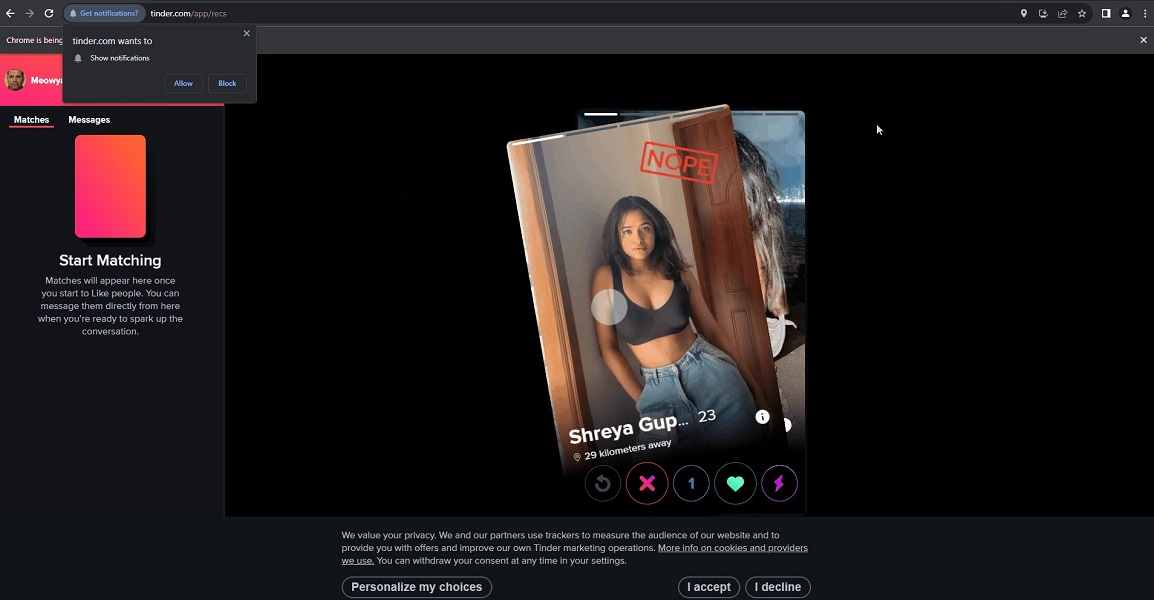 Get notifications?
tinder.com/app/recs
Chrome is being
tinder.com wants to
Show notifications
Allow
Block
Meowy
Matches
Messages
Start Matching
Matches will appear here once
you start to Like people. You can
message them directly from here
when you're ready to spark up the
conversation.
NOPE
Shreya Gup... 23
29 kilometers away
1
We value your privacy. We and our partners use trackers to measure the audience of our website and to
provide you with offers and improve our own Tinder marketing operations. More info on cookies and providers
we use. You can withdraw your consent at any time in your settings.
Personalize my choices
I accept
I decline